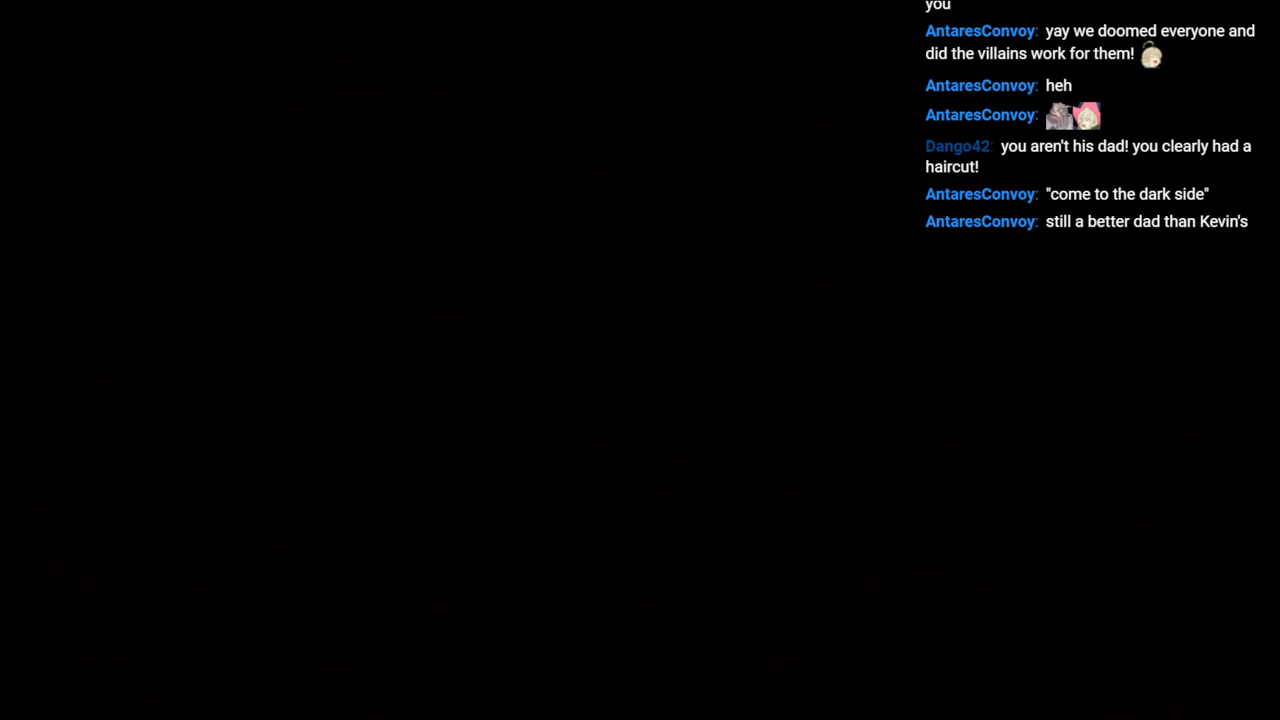 you
AntaresConvoy: yay we doomed everyone and
did the villains work for them!
AntaresConvoy: heh
AntaresConvoy:
Dango42: you aren't his dad! you clearly had a
haircut!
AntaresConvoy: "come to the dark side"
AntaresConvoy: still a better dad than Kevin's